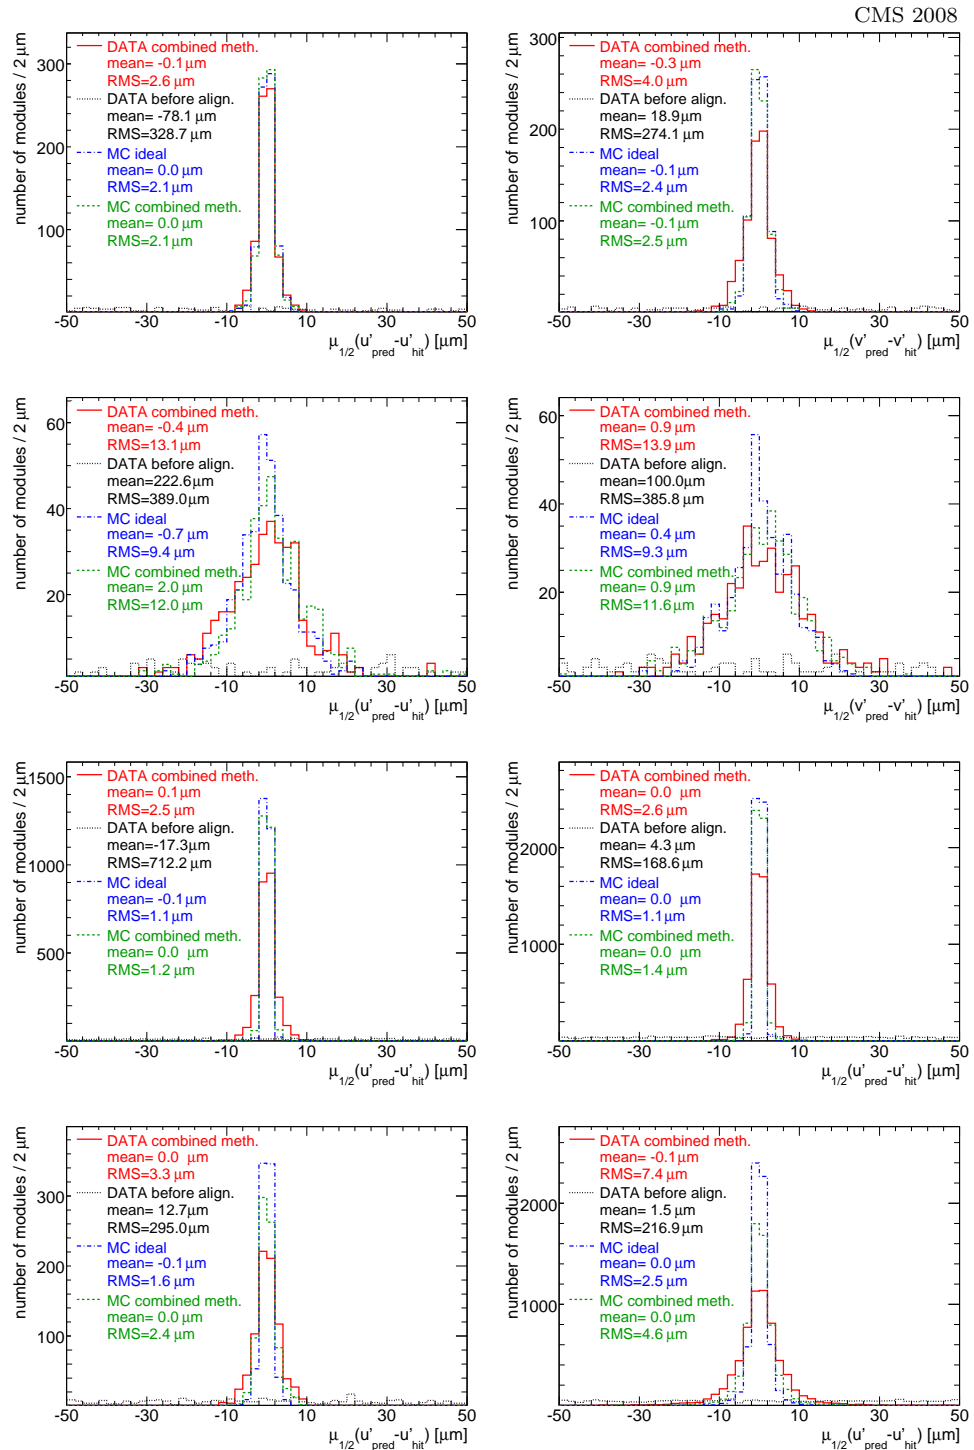 CMS 2008
number of modules / 2 μm
DATA combined meth.
mean= -0.1 μm
RMS=2.6 μm
DATA before align.
mean= -78.1 μm
RMS=328.7 μm
MC ideal
mean= 0.0 μm
RMS=2.1 μm
MC combined meth.
mean= 0.0 μm
RMS=2.1 μm
300
200
100
-50 -30 -10 10 30 50
μ1/2(u'pred-u'hit) [μm]
number of modules / 2 μm
DATA combined meth.
mean= -0.3 μm
RMS=4.0 μm
DATA before align.
mean= 18.9 μm
RMS=274.1 μm
MC ideal
mean= -0.1 μm
RMS=2.4 μm
MC combined meth.
mean= -0.1 μm
RMS=2.5 μm
300
200
100
-50 -30 -10 10 30 50
μ1/2(v'pred-v'hit) [μm]
number of modules / 2 μm
DATA combined meth.
mean= -0.4 μm
RMS=13.1 μm
DATA before align.
mean=222.6 μm
RMS=389.0 μm
MC ideal
mean= -0.7 μm
RMS=9.4 μm
MC combined meth.
mean= 2.0 μm
RMS=12.0 μm
60
40
20
-50 -30 -10 10 30 50
μ1/2(u'pred-u'hit) [μm]
number of modules / 2 μm
DATA combined meth.
mean= 0.9 μm
RMS=13.9 μm
DATA before align.
mean=100.0 μm
RMS=385.8 μm
MC ideal
mean= 0.4 μm
RMS=9.3 μm
MC combined meth.
mean= 0.9 μm
RMS=11.6 μm
60
40
20
-50 -30 -10 10 30 50
μ1/2(v'pred-v'hit) [μm]
number of modules / 2 μm
DATA combined meth.
mean= 0.1 μm
RMS=2.5 μm
DATA before align.
mean=-17.3 μm
RMS=712.2 μm
MC ideal
mean= -0.1 μm
RMS=1.1 μm
MC combined meth.
mean= 0.0 μm
RMS=1.2 μm
1500
1000
500
-50 -30 -10 10 30 50
μ1/2(u'pred-u'hit) [μm]
number of modules / 2 μm
DATA combined meth.
mean= 0.0 μm
RMS=2.6 μm
DATA before align.
mean= 4.3 μm
RMS=168.6 μm
MC ideal
mean= 0.0 μm
RMS=1.1 μm
MC combined meth.
mean= 0.0 μm
RMS=1.4 μm
2000
1000
-50 -30 -10 10 30 50
μ1/2(u'pred-u'hit) [μm]
number of modules / 2 μm
DATA combined meth.
mean= 0.0 μm
RMS=3.3 μm
DATA before align.
mean= 12.7 μm
RMS=295.0 μm
MC ideal
mean= -0.1 μm
RMS=1.6 μm
MC combined meth.
mean= 0.0 μm
RMS=2.4 μm
300
200
100
-50 -30 -10 10 30 50
μ1/2(u'pred-u'hit) [μm]
number of modules / 2 μm
DATA combined meth.
mean= -0.1 μm
RMS=7.4 μm
DATA before align.
mean= 1.5 μm
RMS=216.9 μm
MC ideal
mean= 0.0 μm
RMS=2.5 μm
MC combined meth.
mean= 0.0 μm
RMS=4.6 μm
2000
1000
-50 -30 -10 10 30 50
μ1/2(u'pred-u'hit) [μm]